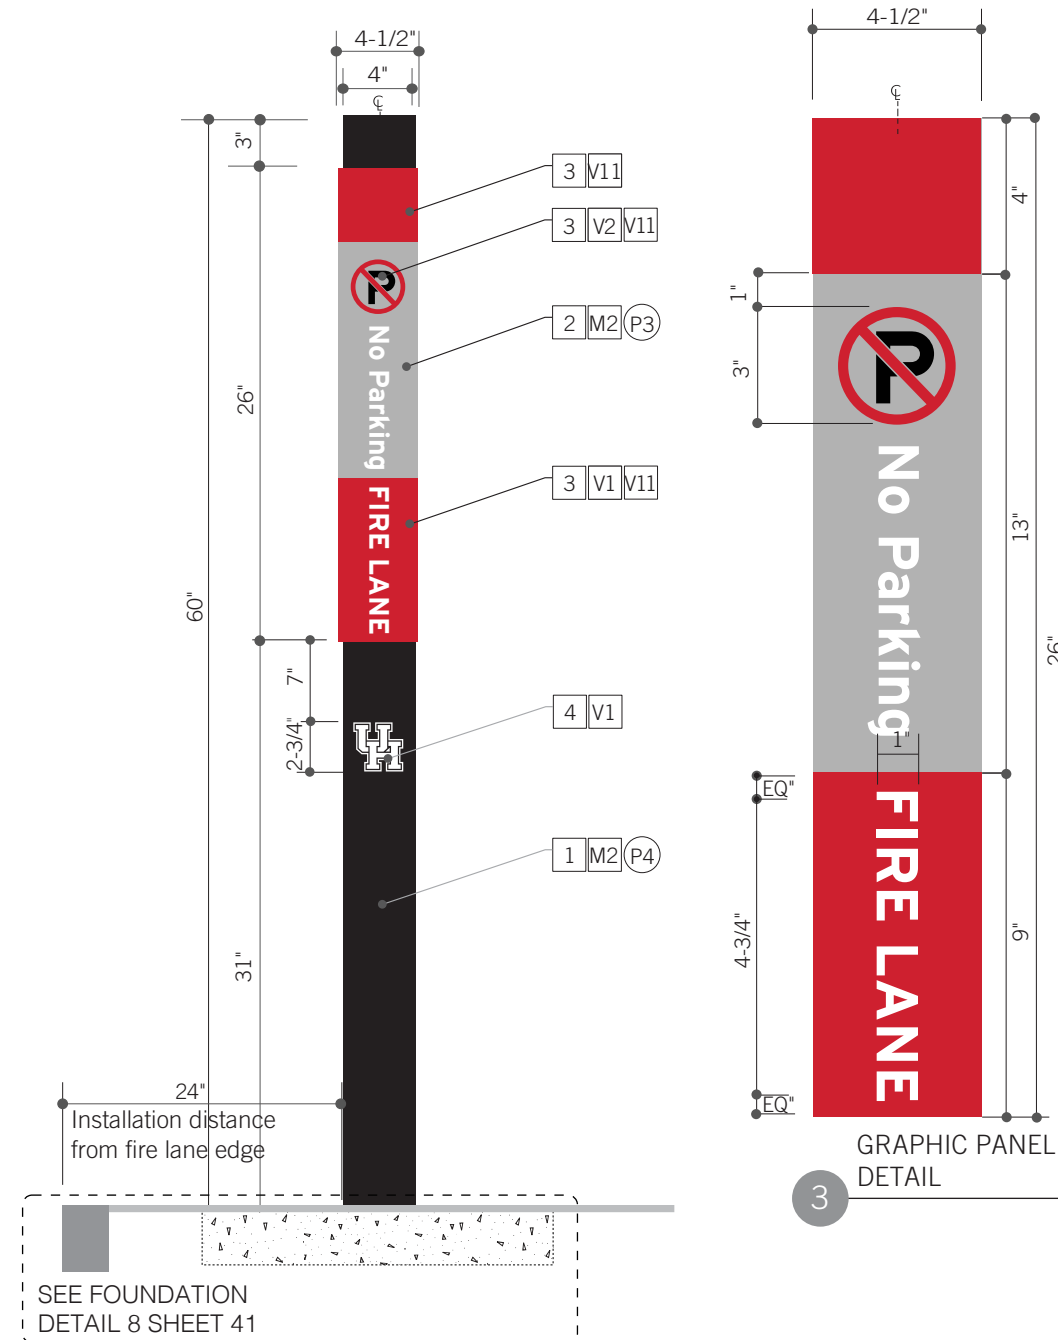 4-1/2"
4"
℄
3"
3 V11
3 V2 V11
2 M2 P3
P
No Parking
26"
3 V1 V11
FIRE LANE
60"
7"
2-3/4"
UH
4 V1
1 M2 P4
31"
24"
Installation distance
from fire lane edge
SEE FOUNDATION
DETAIL 8 SHEET 41
4-1/2"
℄
4"
1"
3"
P
No Parking
13"
26"
1"
EQ"
FIRE LANE
4-3/4"
9"
EQ"
GRAPHIC PANEL
DETAIL
3